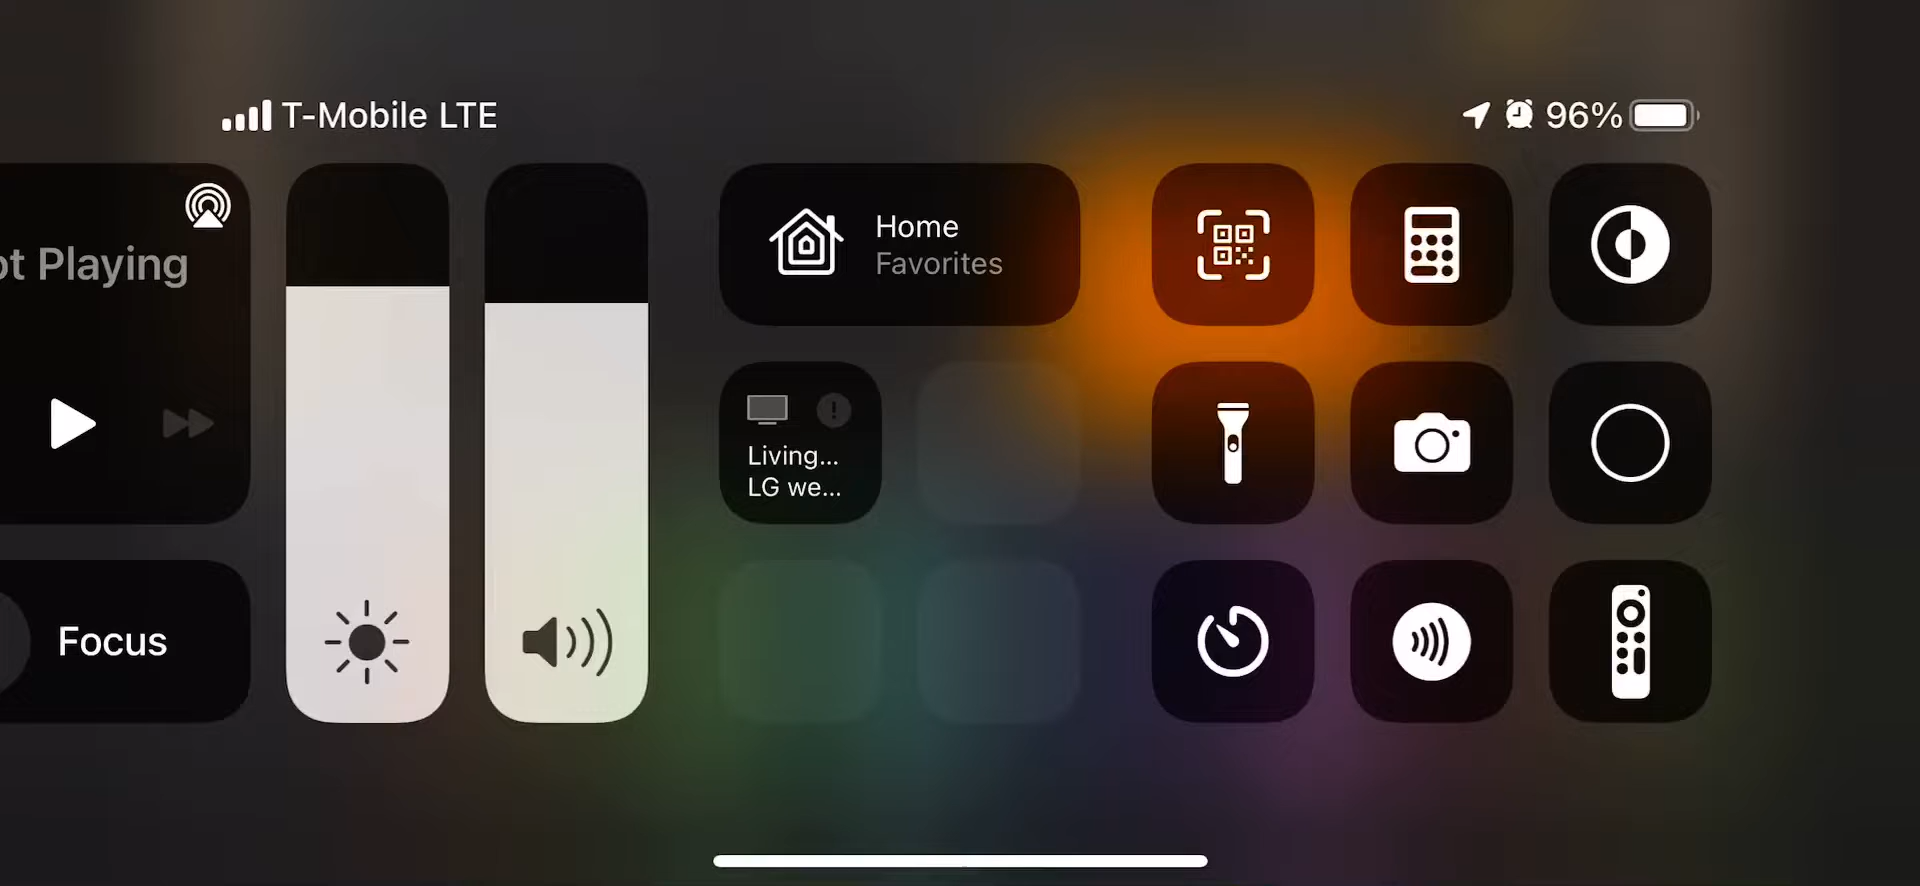 T-Mobile LTE
96%
ot Playing
Home
Favorites
Living...
LG we...
Focus